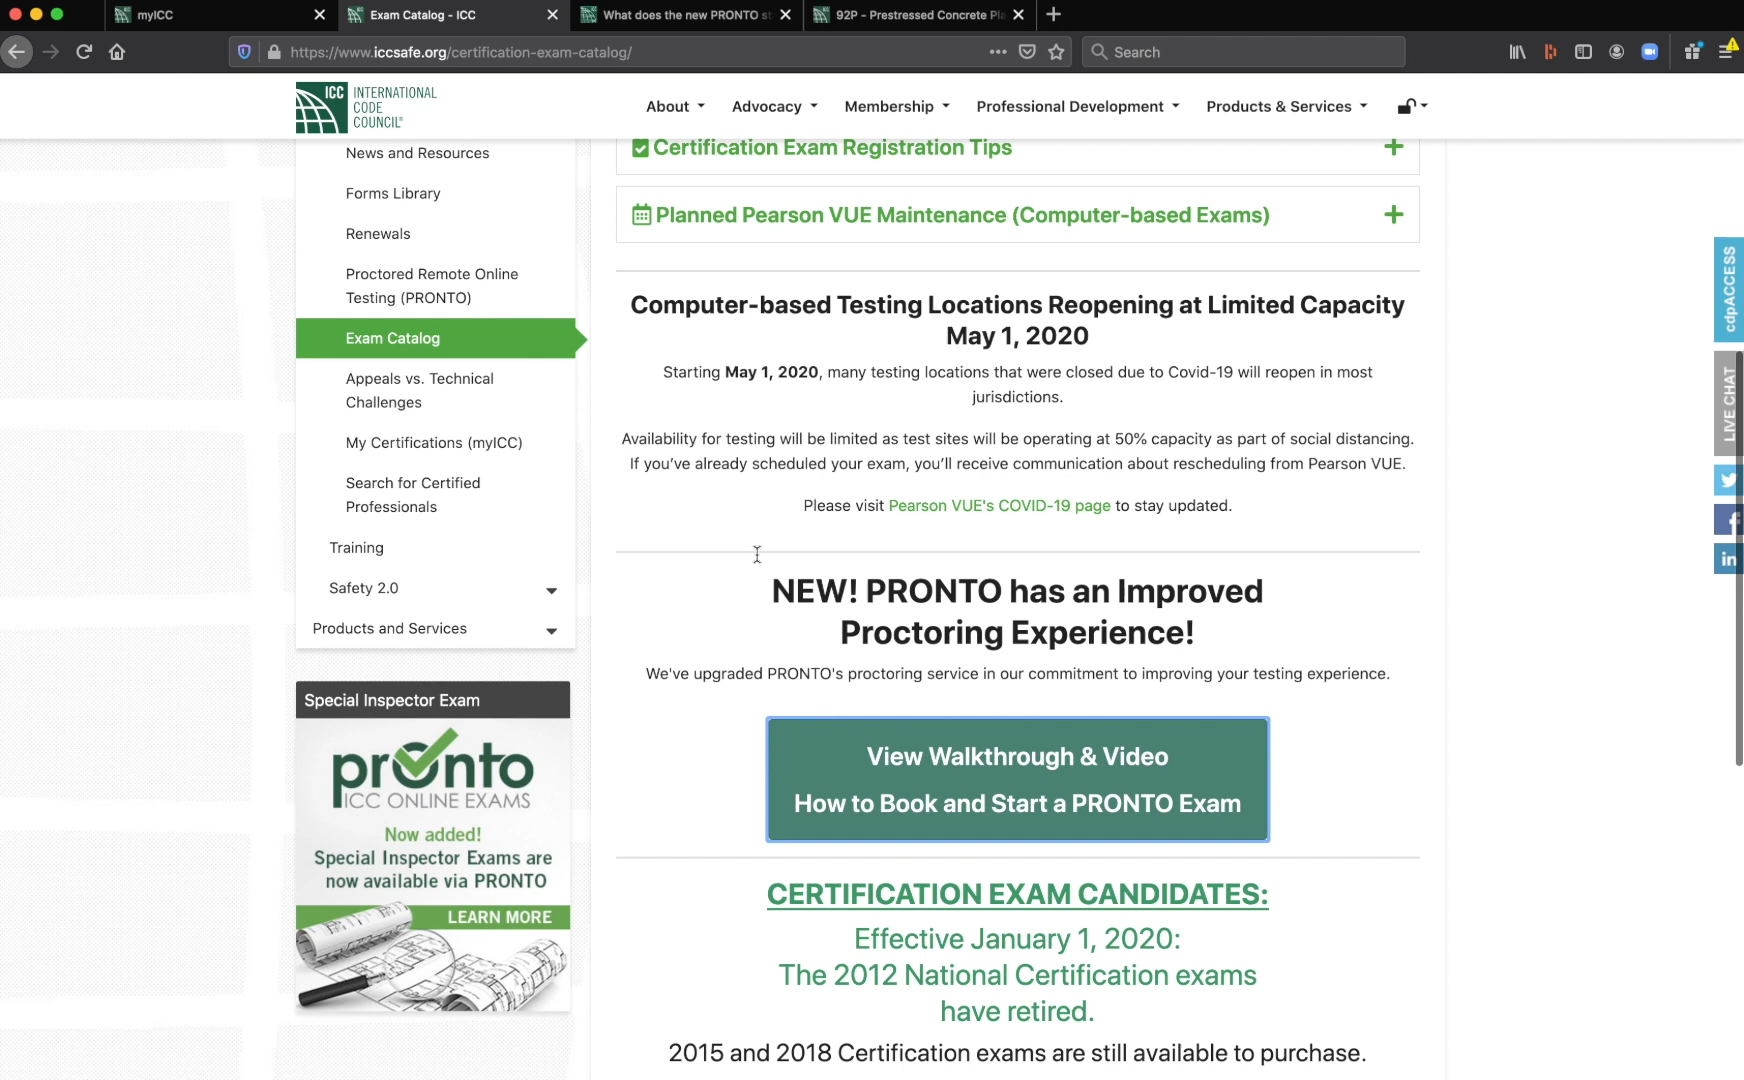 myICC
Exam Catalog - ICC
What does the new PRONTO st
92P - Prestressed Concrete Pl
https://www.iccsafe.org/certification-exam-catalog/
Search
ICC INTERNATIONAL
CODE
COUNCIL®
About
Advocacy
Membership
Professional Development
Products & Services
News and Resources
Forms Library
Renewals
Proctored Remote Online
Testing (PRONTO)
Exam Catalog
Appeals vs. Technical
Challenges
My Certifications (myICC)
Search for Certified
Professionals
Training
Safety 2.0
Products and Services
Special Inspector Exam
pronto
ICC ONLINE EXAMS
Now added!
Special Inspector Exams are
now available via PRONTO
LEARN MORE
Certification Exam Registration Tips
Planned Pearson VUE Maintenance (Computer-based Exams)
Computer-based Testing Locations Reopening at Limited Capacity
May 1, 2020
Starting May 1, 2020, many testing locations that were closed due to Covid-19 will reopen in most
jurisdictions.
Availability for testing will be limited as test sites will be operating at 50% capacity as part of social distancing.
If you've already scheduled your exam, you'll receive communication about rescheduling from Pearson VUE.
Please visit Pearson VUE's COVID-19 page to stay updated.
NEW! PRONTO has an Improved
Proctoring Experience!
We've upgraded PRONTO's proctoring service in our commitment to improving your testing experience.
View Walkthrough & Video
How to Book and Start a PRONTO Exam
CERTIFICATION EXAM CANDIDATES:
Effective January 1, 2020:
The 2012 National Certification exams
have retired.
2015 and 2018 Certification exams are still available to purchase.
cdpACCESS
LIVE CHAT